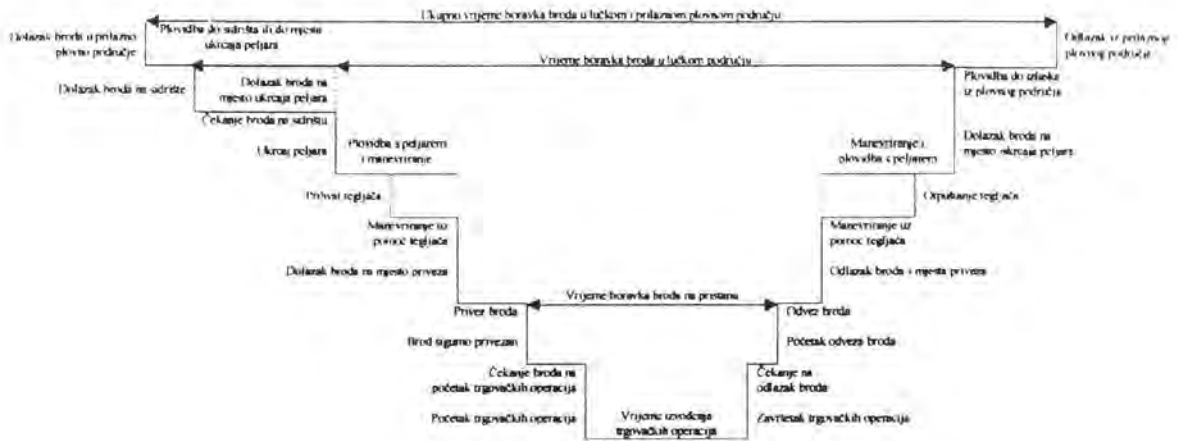 Ukupno vrijeme boravka broda u lučkom i prilaznom plovnom području
Dolazak broda u prilazno
plovno područje
Plovidba do sidrišta ili do mjesta
ukrcaja peljara
Odlazak iz prilaznog
plovnog područja
Vrijeme boravka broda u lučkom području
Dolazak broda na sidrište
Dolazak broda na
mjesto ukrcaja peljara
Plovidba do izlaska
iz plovnog područja
Čekanje broda na sidrištu
Ukrcaj peljara
Plovidba s peljarom
i manevriranje
Manevriranje i
plovidba s peljarom
Dolazak broda na
mjesto iskrcaja peljara
Prihvat tegljača
Otpuštanje tegljača
Manevriranje uz
pomoć tegljača
Manevriranje uz
pomoć tegljača
Dolazak broda na mjesto priveza
Odlazak broda s mjesta priveza
Vrijeme boravka broda na pristanu
Privez broda
Odvez broda
Brod sigurno privezan
Početak odveza broda
Čekanje broda na
početak trgovačkih operacija
Čekanje na
odlazak broda
Početak trgovačkih operacija
Vrijeme izvođenja
trgovačkih operacija
Završetak trgovačkih operacija